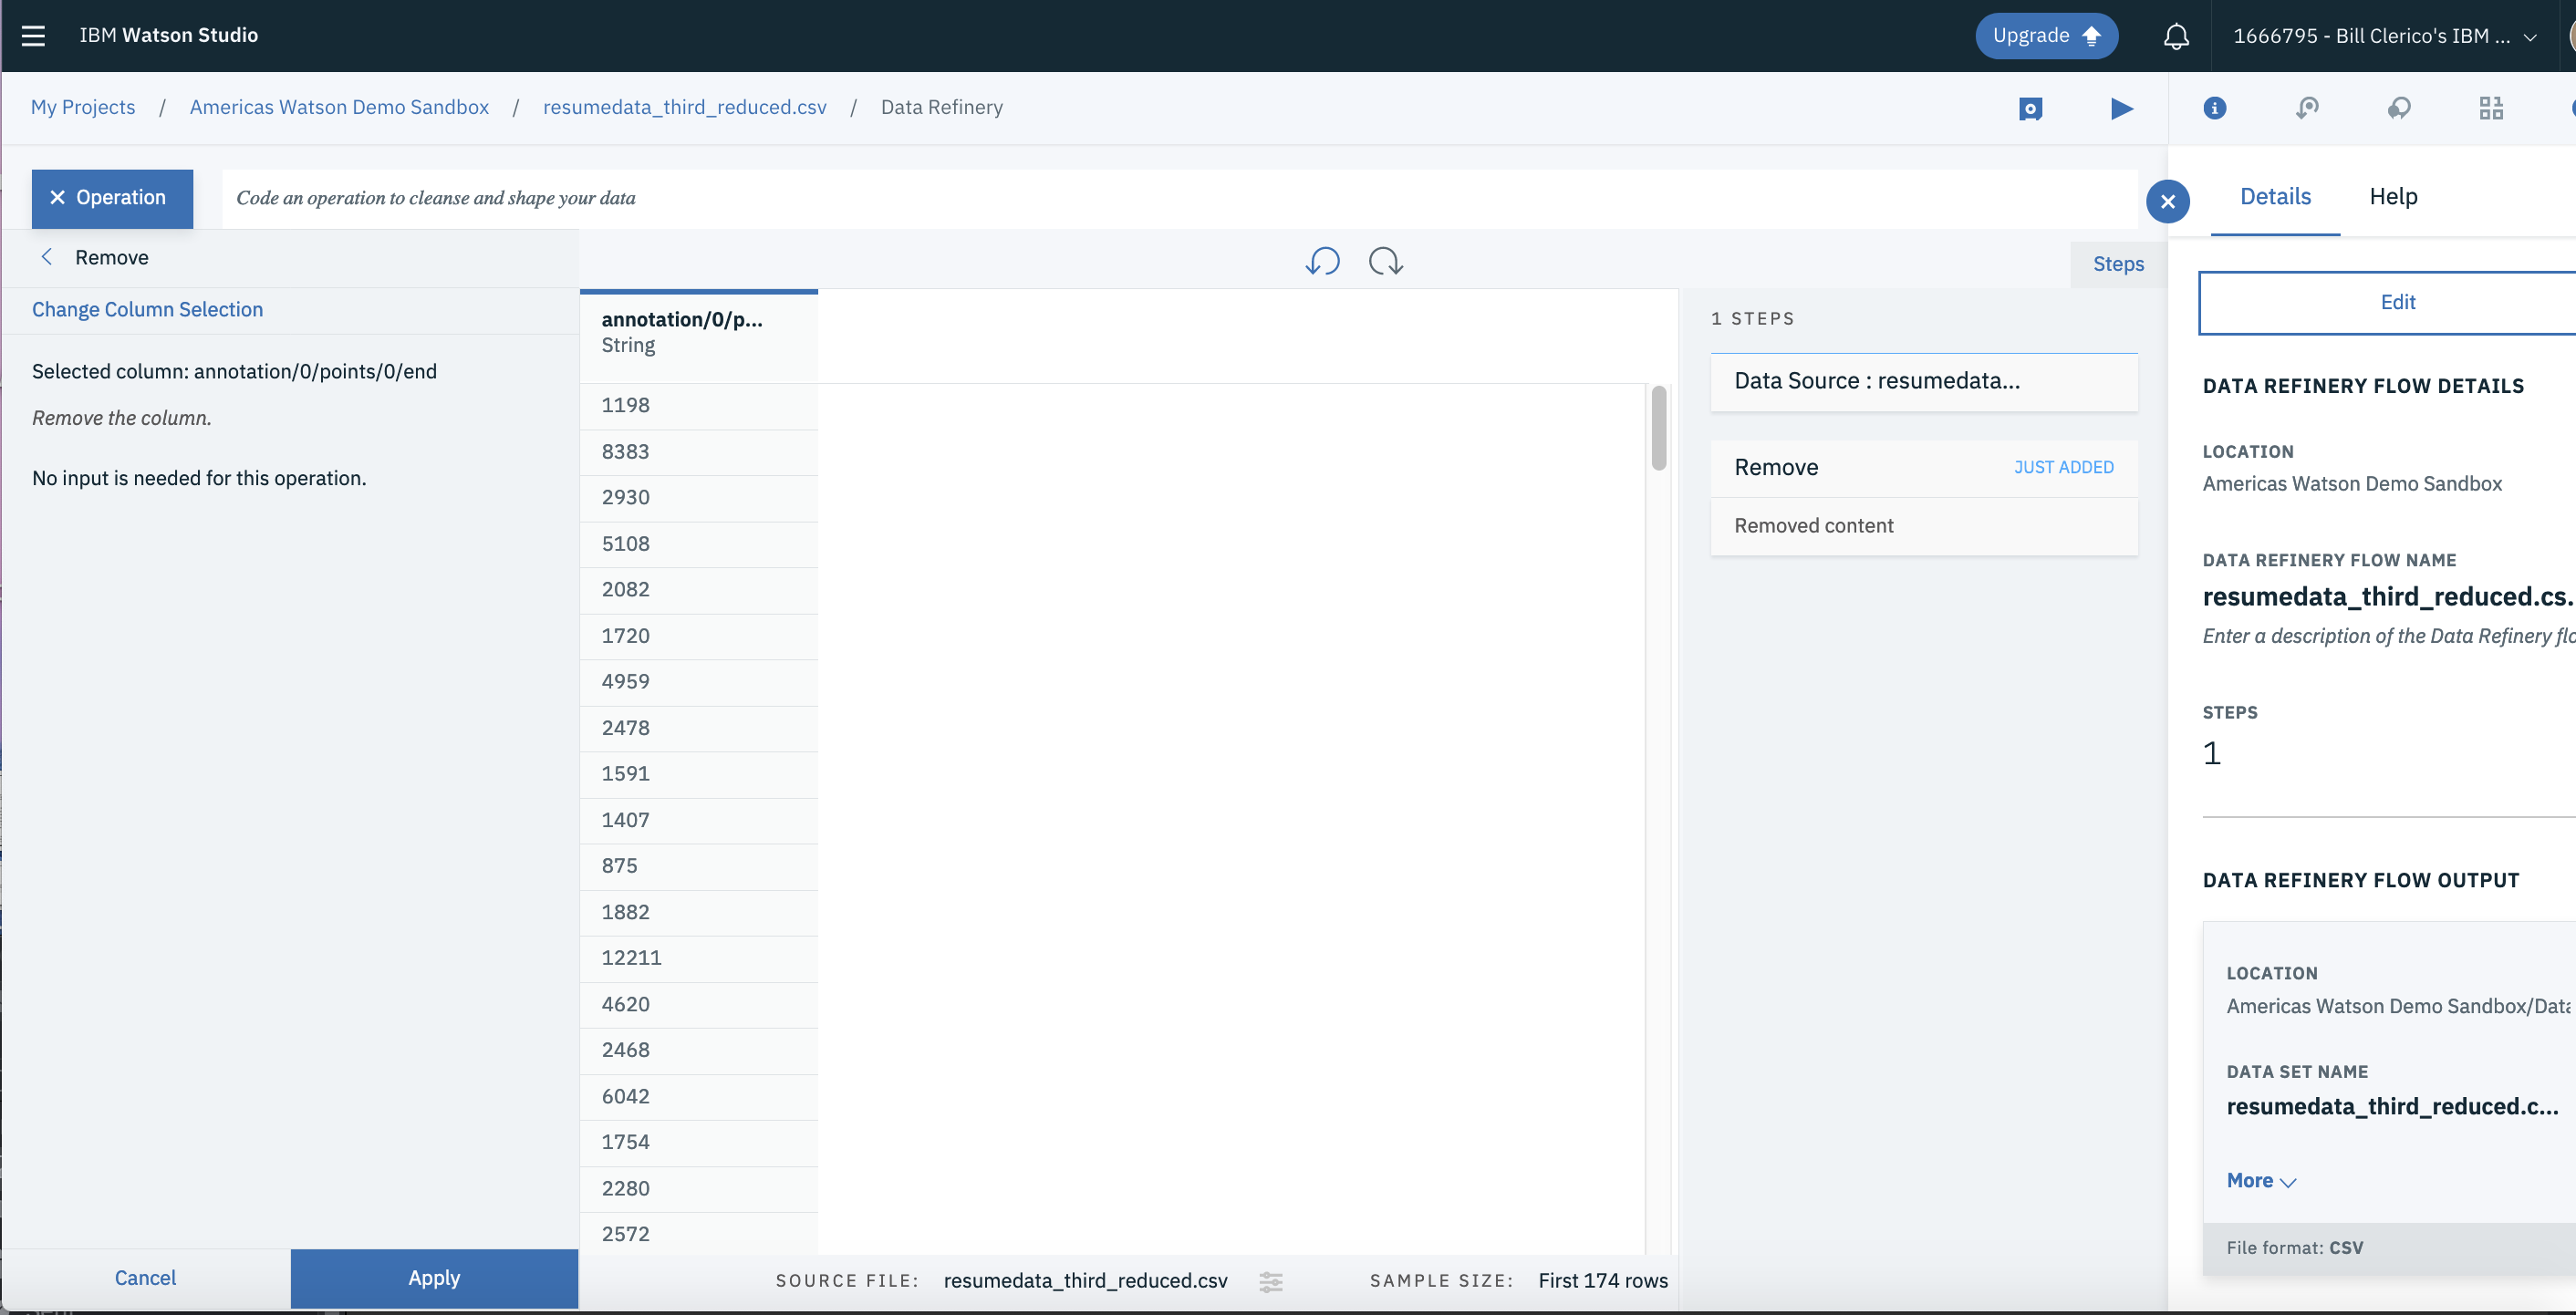 IBM Watson Studio
Upgrade
1666795 - Bill Clerico's IBM ...
My Projects / Americas Watson Demo Sandbox / resumedata_third_reduced.csv / Data Refinery
Operation
Code an operation to cleanse and shape your data
Details
Help
Remove
Change Column Selection
Selected column: annotation/0/points/0/end
Remove the column.
No input is needed for this operation.
Cancel
Apply
annotation/0/p...
String
1198
8383
2930
5108
2082
1720
4959
2478
1591
1407
875
1882
12211
4620
2468
6042
1754
2280
2572
SOURCE FILE: resumedata_third_reduced.csv
SAMPLE SIZE: First 174 rows
Steps
1 STEPS
Data Source : resumedata...
Remove
JUST ADDED
Removed content
Edit
DATA REFINERY FLOW DETAILS
LOCATION
Americas Watson Demo Sandbox
DATA REFINERY FLOW NAME
resumedata_third_reduced.cs.
Enter a description of the Data Refinery flo
STEPS
1
DATA REFINERY FLOW OUTPUT
LOCATION
Americas Watson Demo Sandbox/Data
DATA SET NAME
resumedata_third_reduced.c...
More
File format: CSV